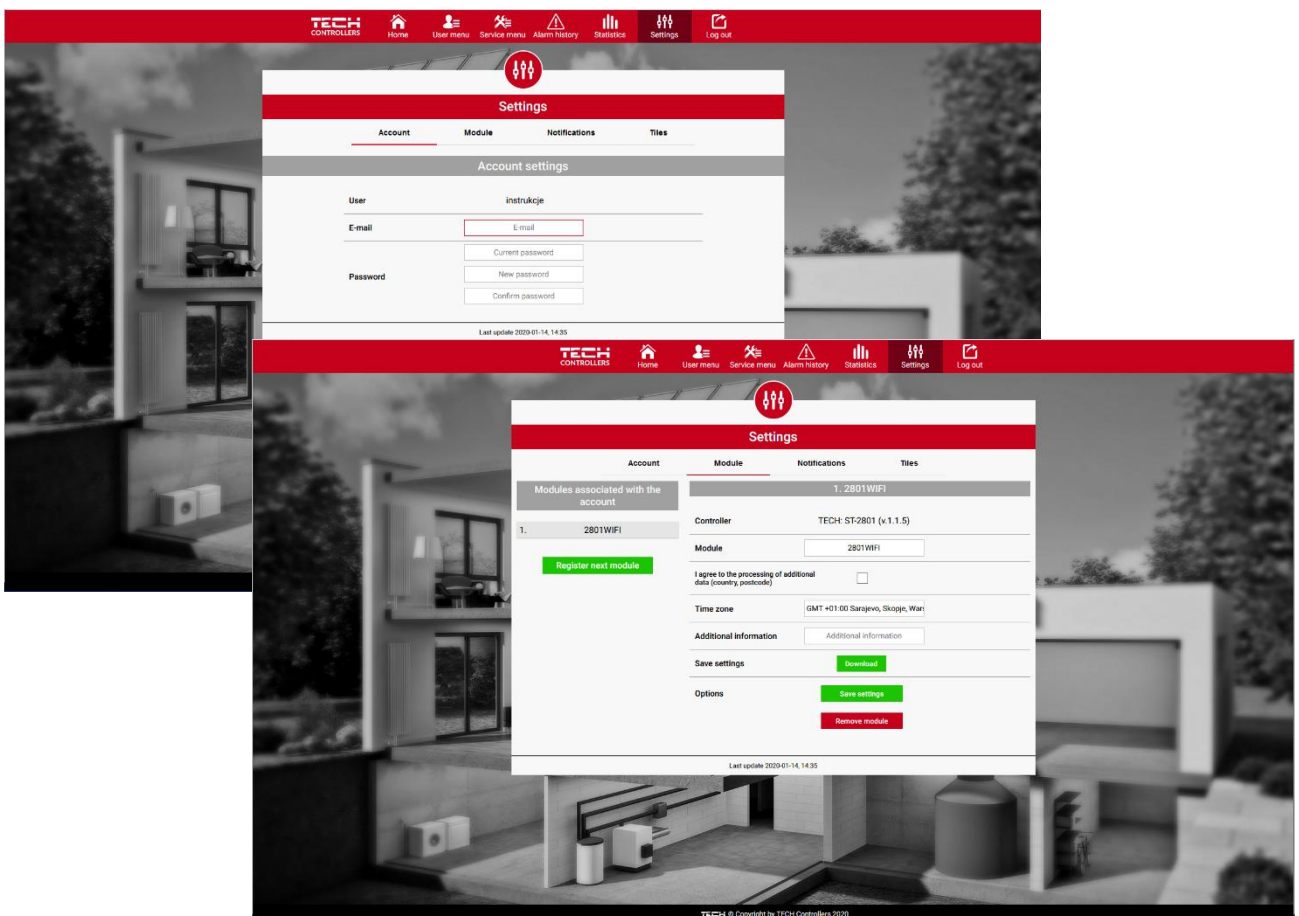 TECH CONTROLLERS
Home
User menu
Service menu
Alarm history
Statistics
Settings
Log out
Settings
Account
Module
Notifications
Tiles
Account settings
User instrukcje
E-mail E-mail
Current password
Password New password
Confirm password
Last update 2020-01-14, 14:35
TECH CONTROLLERS
Home
User menu
Service menu
Alarm history
Statistics
Settings
Log out
Settings
Account
Module
Notifications
Tiles
Modules associated with the
account
1. 2801WIFI
Register next module
1. 2801WIFI
Controller TECH: ST-2801 (v.1.1.5)
Module 2801WIFI
I agree to the processing of additional
data (country, postcode)
Time zone GMT +01:00 Sarajevo, Skopje, Wars
Additional information Additional information
Save settings Download
Options Save settings
Remove module
Last update 2020-01-14, 14:35
TECH © Copyright by TECH Controllers 2020